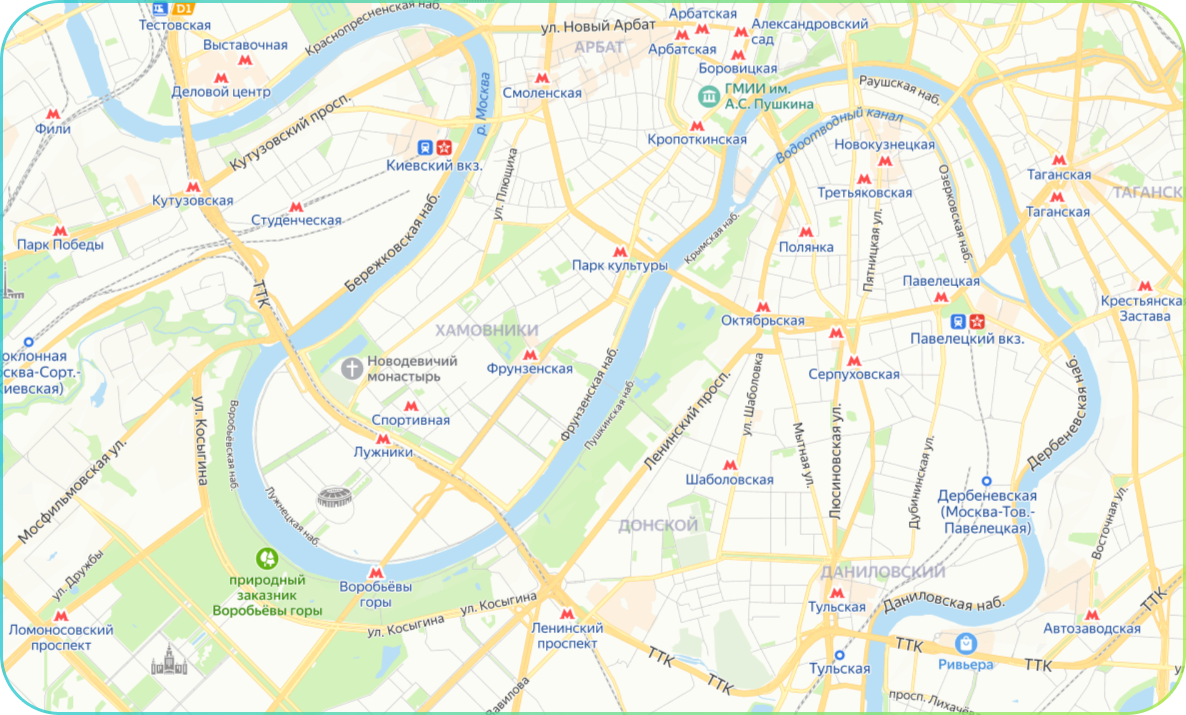 D1
Тестовская
Краснопресненская наб.
Выставочная
Деловой центр
ул. Новый Арбат
АРБАТ
Арбатская
Арбатская
Александровский
сад
Боровицкая
Смоленская
ГМИИ им.
А.С. Пушкина
Раушская наб.
Водоотводный канал
Кропоткинская
Новокузнецкая
Третьяковская
Таганская
ТАГАНСК
Таганская
Фили
Кутузовский просп.
р. Москва
Киевский вкз.
Кутузовская
Студенческая
ул. Плющиха
Бережковская наб.
Парк Победы
Крымская наб.
Полянка
Пятницкая ул.
Озерковская наб.
Парк культуры
Павелецкая
Крестьянска
Застава
ТТК
Октябрьская
Павелецкий вкз.
ХАМОВНИКИ
оклонная
сква-Сорт.-
иевская)
Новодевичий
монастырь
Фрунзенская
Серпуховская
Фрунзенская наб.
Пушкинская наб.
Ленинский просп.
ул. Шаболовка
Дербеневская наб.
ул. Косыгина
Воробьёвская наб.
Спортивная
Лужники
Мытная ул.
Люсиновская ул.
Дубининская ул.
Мосфильмовская ул.
Шаболовская
Дербеневская
(Москва-Тов.-
Павелецкая)
Восточная ул.
Лужнецкая наб.
ДОНСКОЙ
ул. Дружбы
природный
заказник
Воробьёвы горы
Воробьёвы
горы
ДАНИЛОВСКИЙ
Тульская
Даниловская наб.
ТТК
Ломоносовский
проспект
ул. Косыгина
ул. Косыгина
Ленинский
проспект
Автозаводская
ТТК
ТТК
Тульская
ТТК
Ривьера
ТТК
просп. Лихачё